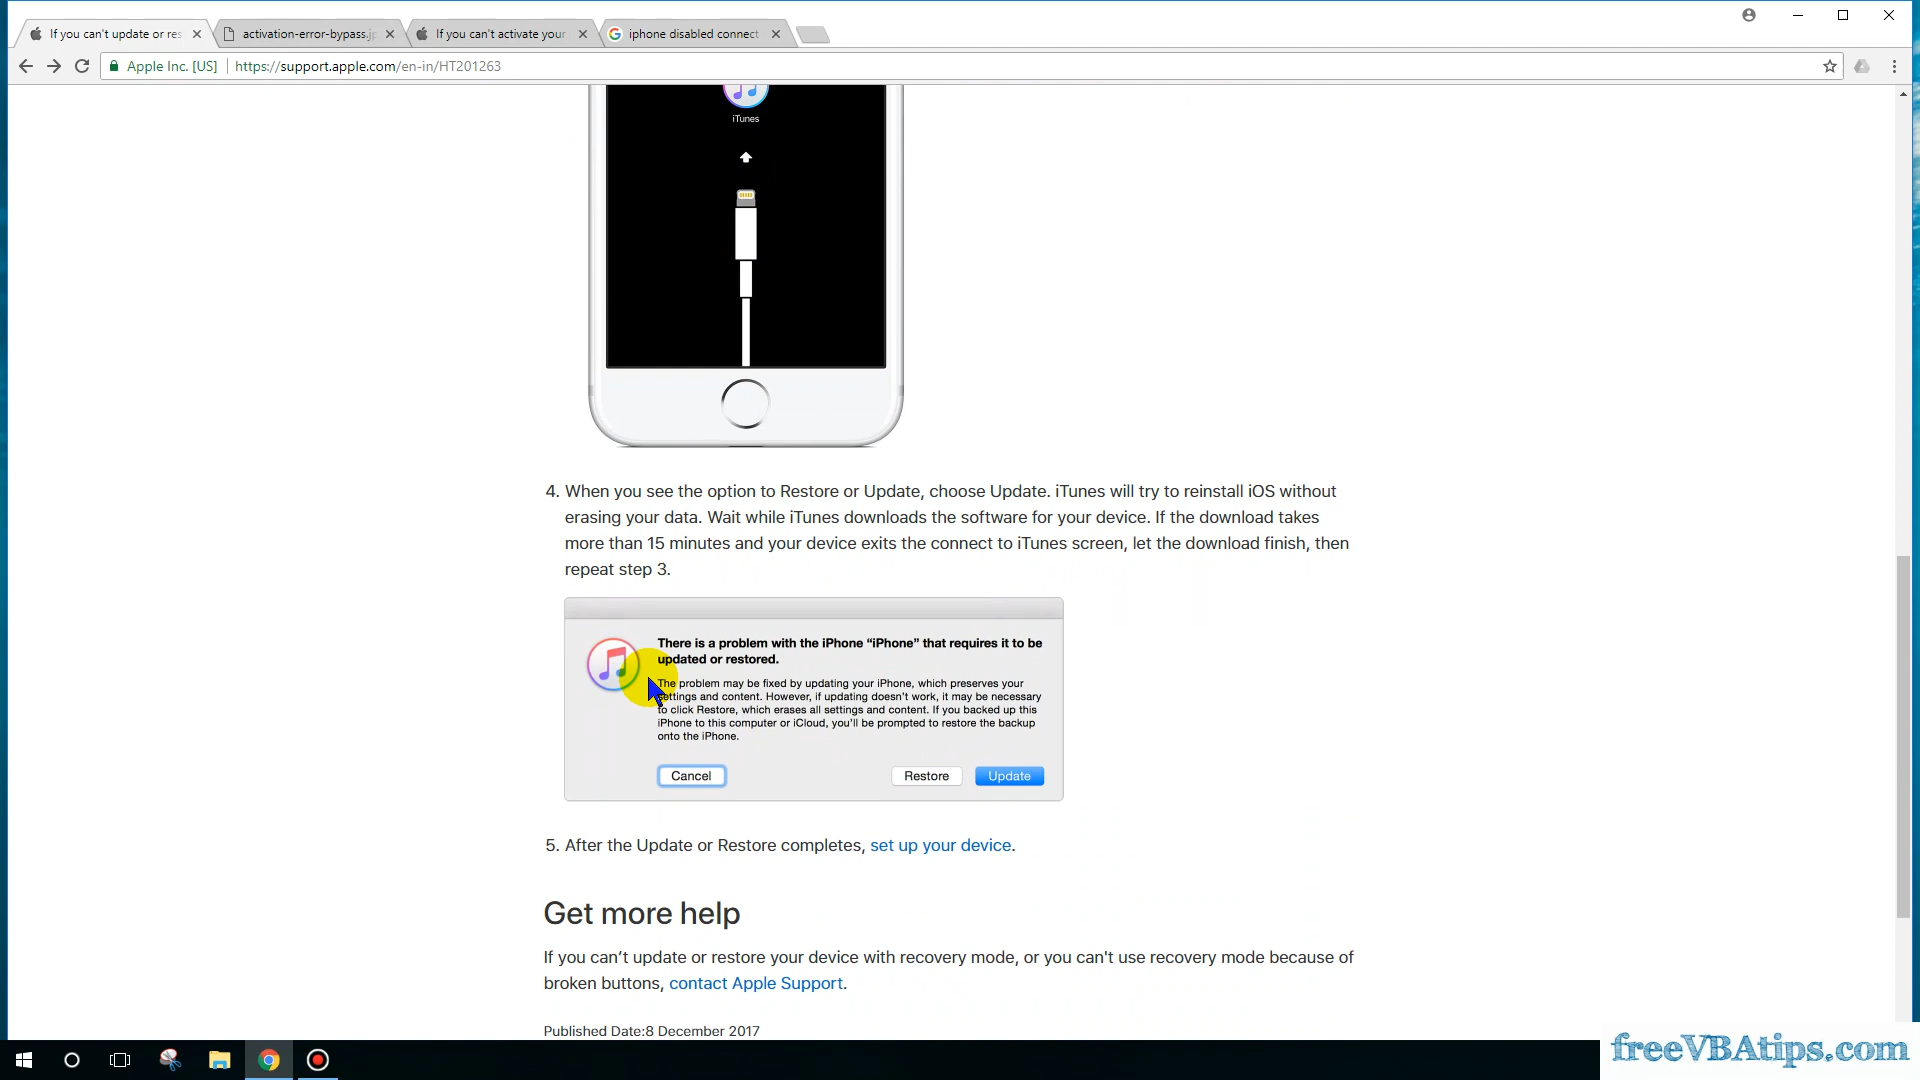 If you can't update or res
activation-error-bypass.j
If you can't activate your
iphone disabled connect
Apple Inc. [US]
https://support.apple.com/en-in/HT201263
iTunes
4. When you see the option to Restore or Update, choose Update. iTunes will try to reinstall iOS without
erasing your data. Wait while iTunes downloads the software for your device. If the download takes
more than 15 minutes and your device exits the connect to iTunes screen, let the download finish, then
repeat step 3.
There is a problem with the iPhone “iPhone” that requires it to be
updated or restored.
The problem may be fixed by updating your iPhone, which preserves your
settings and content. However, if updating doesn't work, it may be necessary
to click Restore, which erases all settings and content. If you backed up this
iPhone to this computer or iCloud, you'll be prompted to restore the backup
onto the iPhone.
Cancel
Restore
Update
5. After the Update or Restore completes, set up your device.
Get more help
If you can’t update or restore your device with recovery mode, or you can't use recovery mode because of
broken buttons, contact Apple Support.
Published Date:8 December 2017
freeVBAtips.com